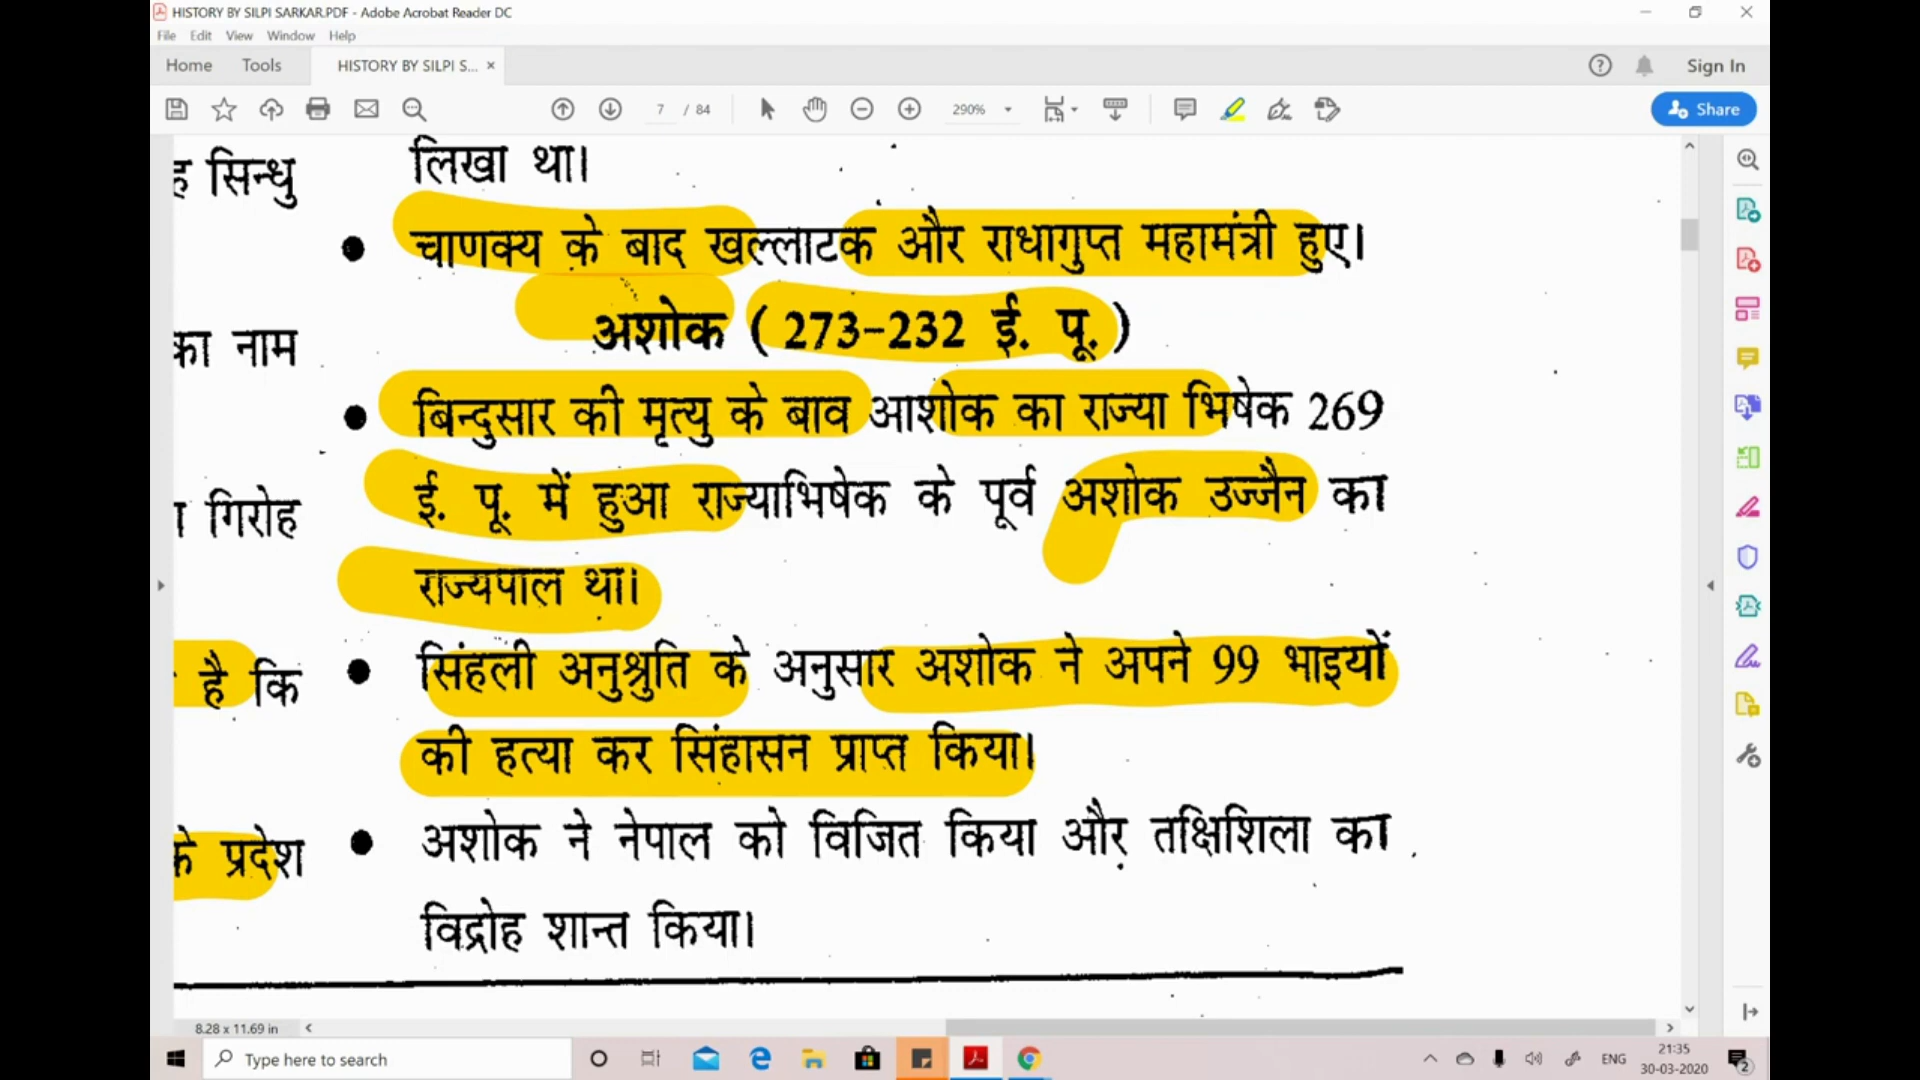 HISTORY BY SILPI SARKAR.PDF - Adobe Acrobat Reader DC
File Edit View Window Help
Home Tools HISTORY BY SILPI S... × Sign In
7 / 84 290% Share
लिखा था।
ह सिन्धु
चाणक्य के बाद खल्लाटक और राधागुप्त महामंत्री हुए।
अशोक ( 273-232 ई. पू. )
का नाम
• बिन्दुसार की मृत्यु के बाव आशोक का राज्या भिषेक 269
ई. पू. में हुआ राज्याभिषेक के पूर्व अशोक उज्जैन का
ा गिरोह
राज्यपाल था।
• सिंहली अनुश्रुति के अनुसार अशोक ने अपने 99 भाइयों
है कि
की हत्या कर सिंहासन प्राप्त किया।
• अशोक ने नेपाल को विजित किया और तक्षिशिला का
के प्रदेश
विद्रोह शान्त किया।
8.28 x 11.69 in
Type here to search ENG 21:35
30-03-2020 2